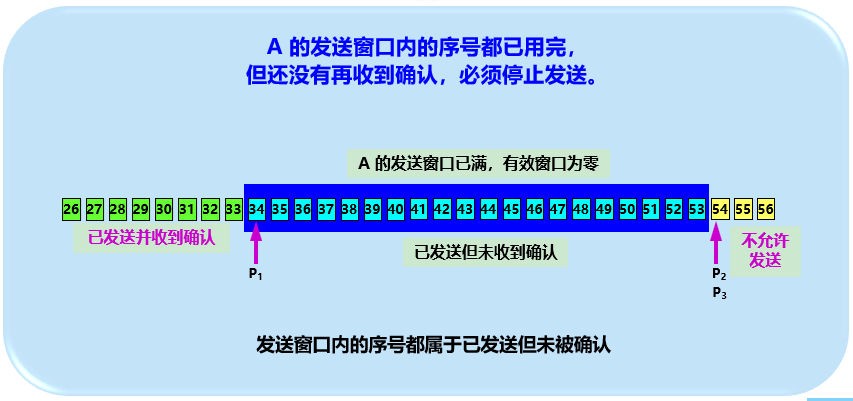 A 的发送窗口内的序号都已用完，
但还没有再收到确认，必须停止发送。
A 的发送窗口已满，有效窗口为零
26 27 28 29 30 31 32 33 34 35 36 37 38 39 40 41 42 43 44 45 46 47 48 49 50 51 52 53 54 55 56
已发送并收到确认
已发送但未收到确认
不允许
发送
P1
P2
P3
发送窗口内的序号都属于已发送但未被确认